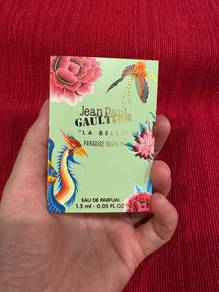 Jean Paul
GAULTIER
"LA BELLE"
PARADISE GARDEN
EAU DE PARFUM
1.5 ml - 0.05 FL OZ